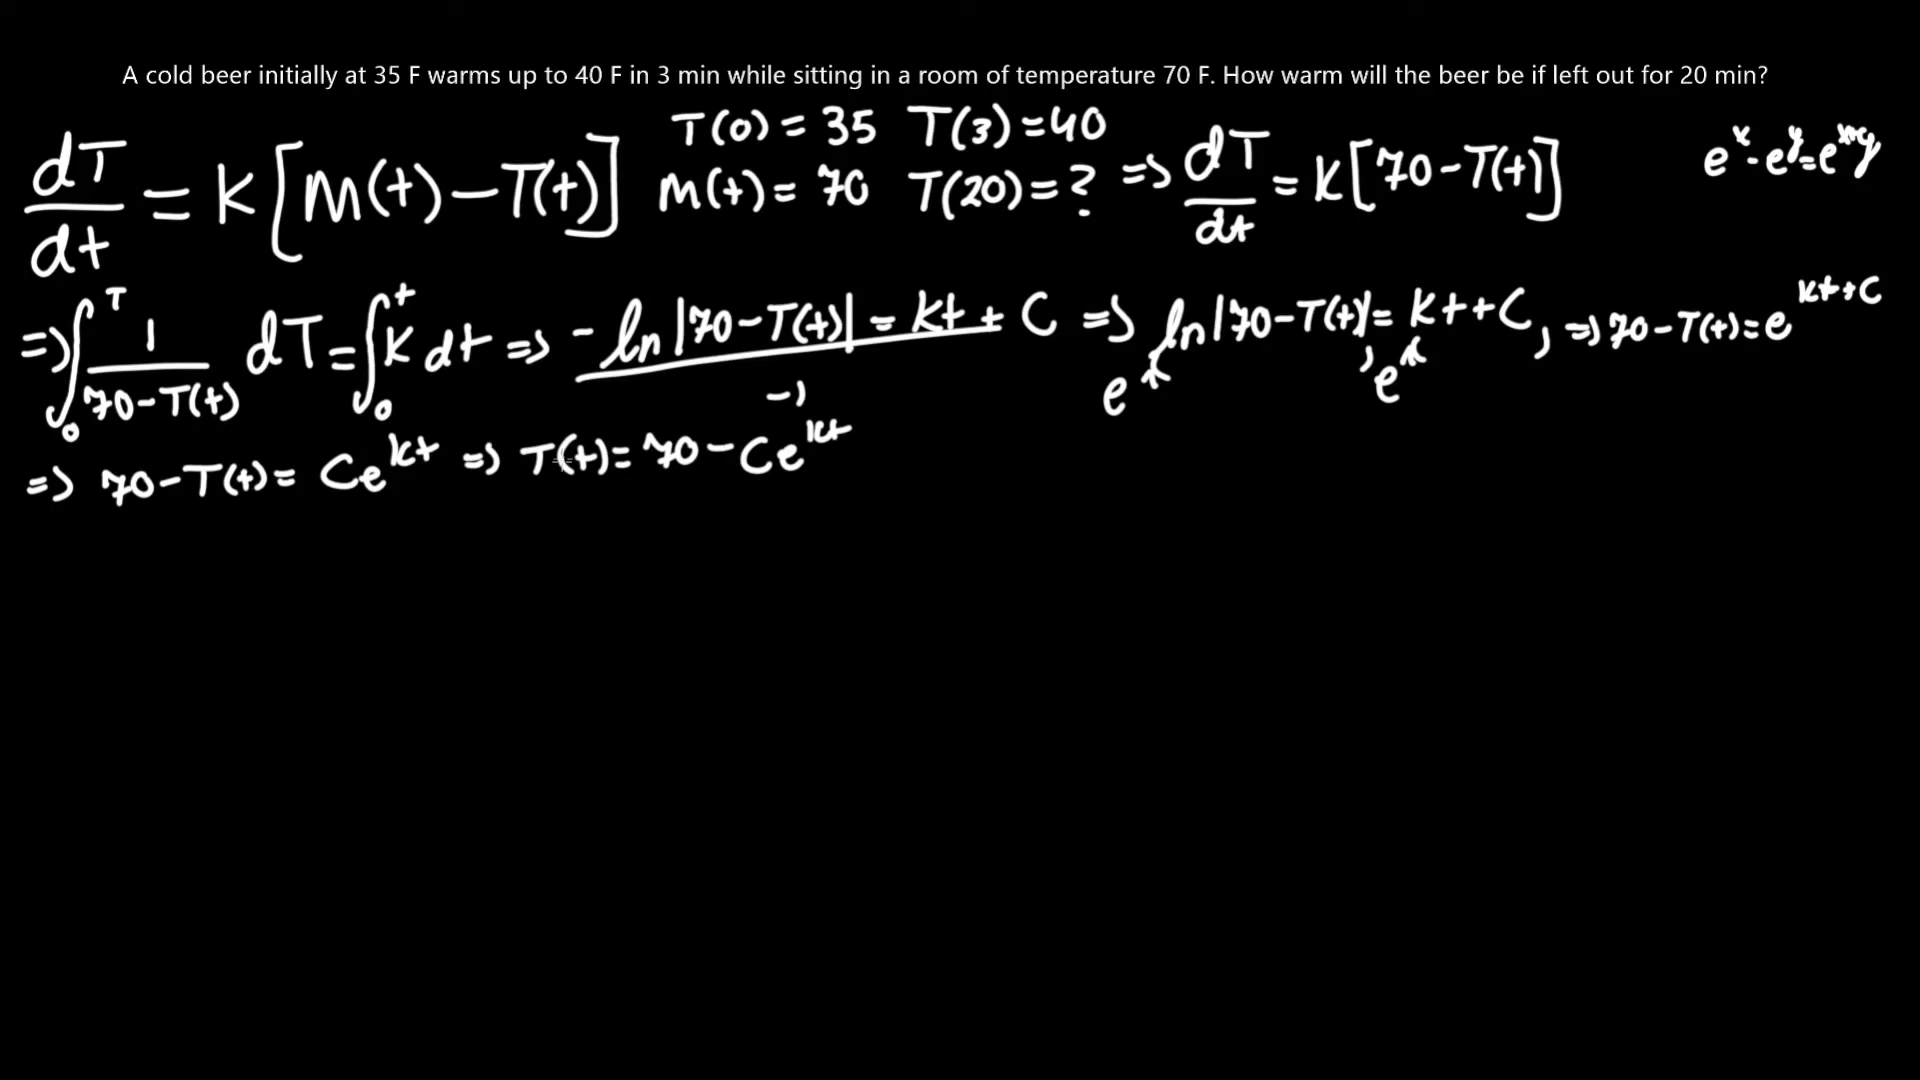 A cold beer initially at 35 F warms up to 40 F in 3 min while sitting in a room of temperature 70 F. How warm will the beer be if left out for 20 min?
dT/dt = K[M(t)-T(t)] T(0) = 35 T(3)=40 M(t) = 70 T(20)=? => dT/dt = K[70-T(t)] e^x·e^y=e^{x+y}
=> ∫_0^T 1/(70-T(t)) dT = ∫_0^t K dt => -ln|70-T(t)| = Kt + C / -1 => e^ ln|70-T(t)| = Kt+C, e^ => 70-T(t)=e^{Kt+C}
=> 70-T(t)= Ce^{kt} => T(t)= 70-Ce^{kt}